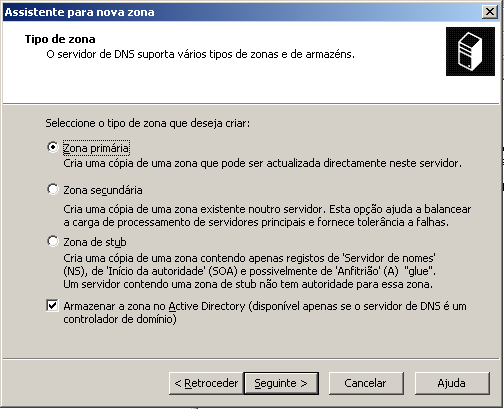 Assistente para nova zona
Tipo de zona
O servidor de DNS suporta vários tipos de zonas e de armazéns.
Seleccione o tipo de zona que deseja criar:
Zona primária
Cria uma cópia de uma zona que pode ser actualizada directamente neste servidor.
Zona secundária
Cria uma cópia de uma zona existente noutro servidor. Esta opção ajuda a balancear
a carga de processamento de servidores principais e fornece tolerância a falhas.
Zona de stub
Cria uma cópia de uma zona contendo apenas registos de 'Servidor de nomes'
(NS), de 'Início da autoridade' (SOA) e possivelmente de 'Anfitrião' (A) "glue".
Um servidor contendo uma zona de stub não tem autoridade para essa zona.
Armazenar a zona no Active Directory (disponível apenas se o servidor de DNS é um
controlador de domínio)
< Retroceder Seguinte > Cancelar Ajuda